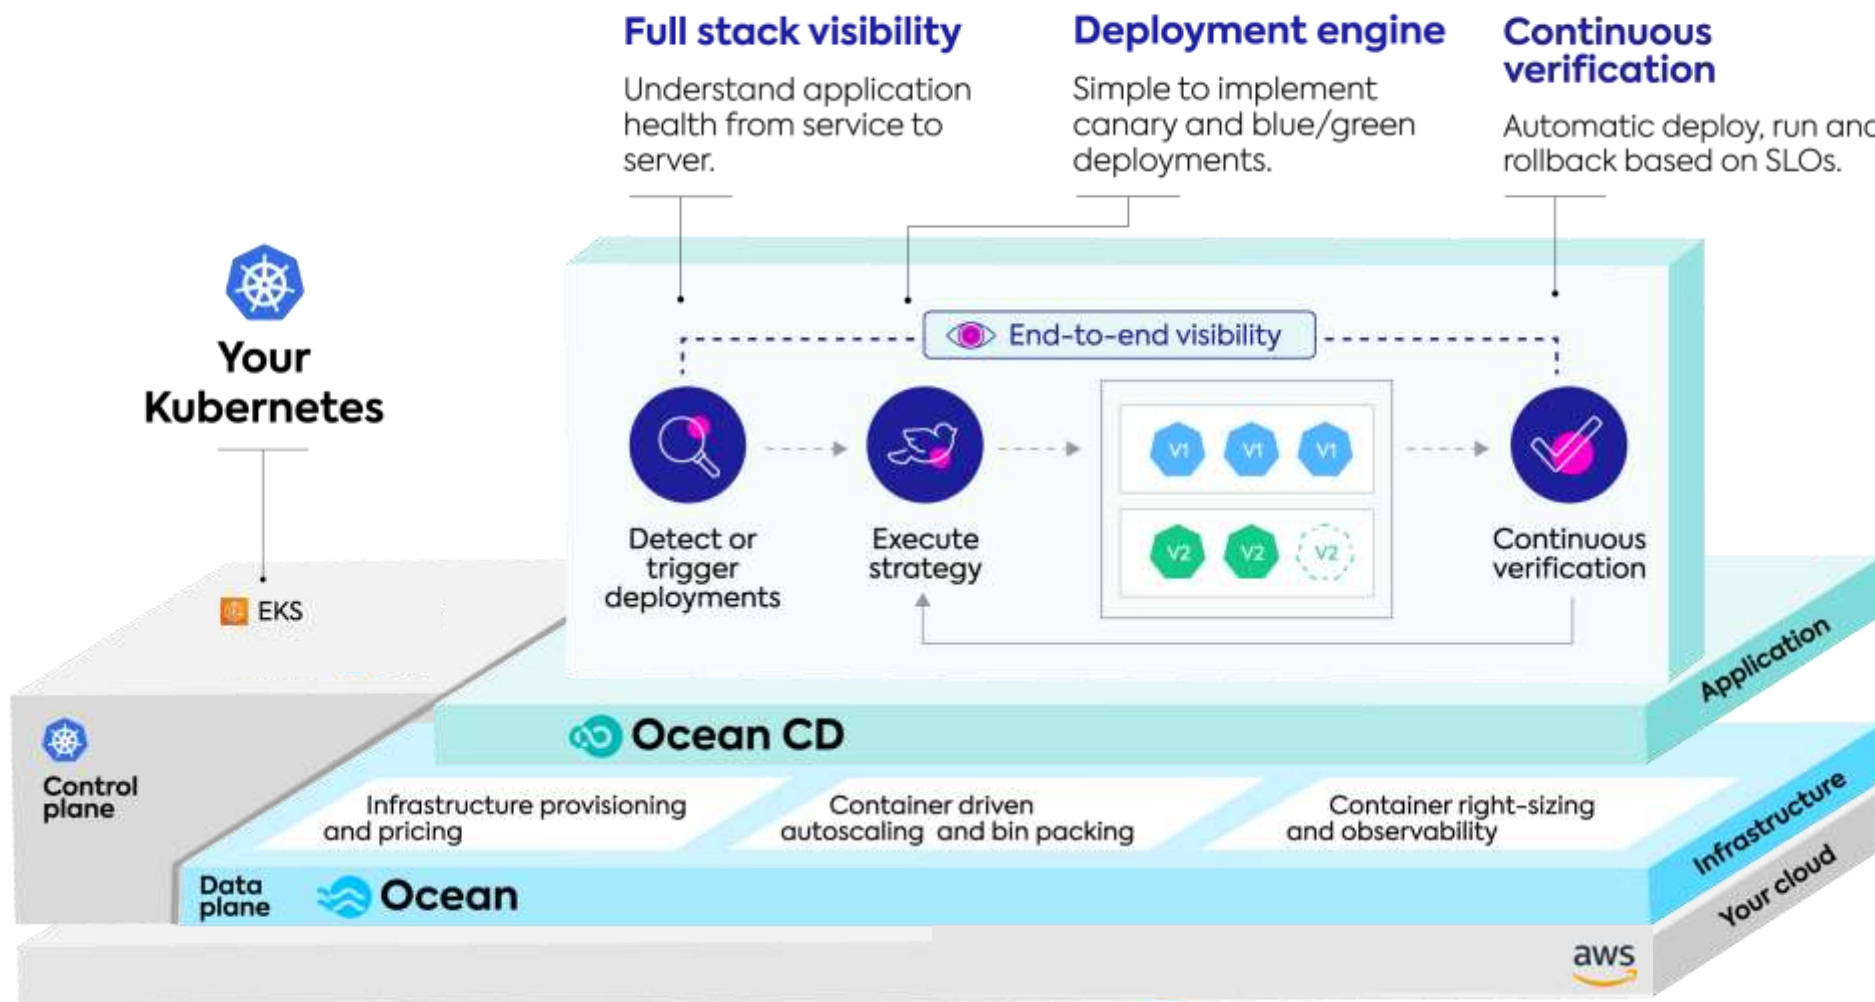 Full stack visibility
Understand application
health from service to
server.
Deployment engine
Simple to implement
canary and blue/green
deployments.
Continuous
verification
Automatic deploy, run and
rollback based on SLOs.
Your
Kubernetes
End-to-end visibility
V1 V1 V1
V2 V2 V2
Detect or
trigger
deployments
Execute
strategy
Continuous
verification
EKS
Control
plane
Ocean CD
Application
Infrastructure provisioning
and pricing
Container driven
autoscaling and bin packing
Container right-sizing
and observability
Infrastructure
Data
plane
Ocean
Your cloud
aws